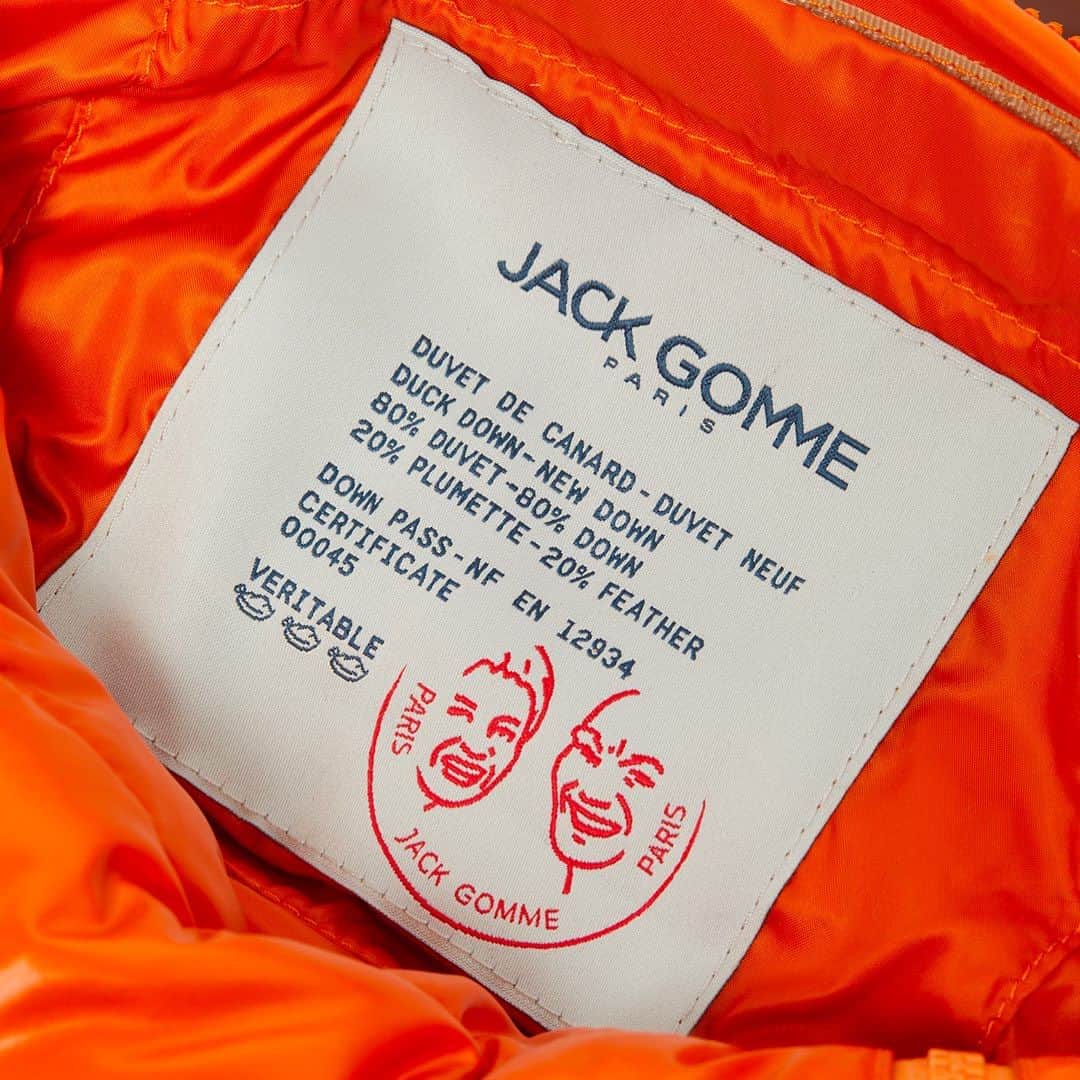 JACK GOMME
PARIS
DUVET DE CANARD - DUVET NEUF
DUCK DOWN - NEW DOWN
80% DUVET - 80% DOWN
20% PLUMETTE - 20% FEATHER
DOWN PASS - NF EN 12934
CERTIFICATE
00045
VERITABLE
PARIS
JACK GOMME
PARIS